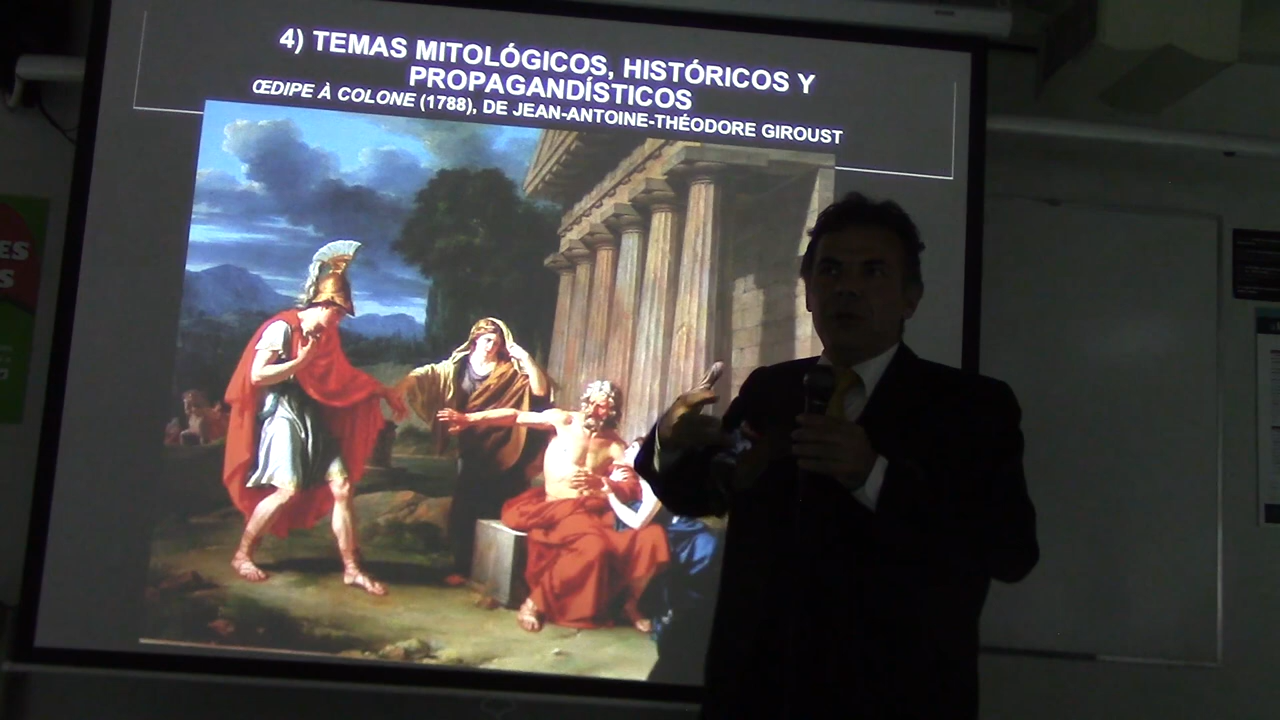 4) TEMAS MITOLÓGICOS, HISTÓRICOS Y
PROPAGANDÍSTICOS
ŒDIPE À COLONE (1788), DE JEAN-ANTOINE-THÉODORE GIROUST